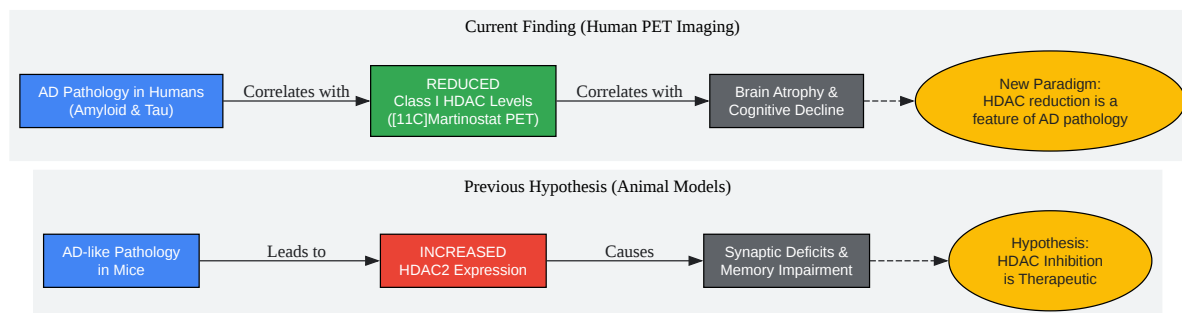 Current Finding (Human PET Imaging)
AD Pathology in Humans
(Amyloid & Tau)
Correlates with
REDUCED
Class I HDAC Levels
([11C]Martinostat PET)
Correlates with
Brain Atrophy &
Cognitive Decline
New Paradigm:
HDAC reduction is a
feature of AD pathology
Previous Hypothesis (Animal Models)
AD-like Pathology
in Mice
Leads to
INCREASED
HDAC2 Expression
Causes
Synaptic Deficits &
Memory Impairment
Hypothesis:
HDAC Inhibition
is Therapeutic